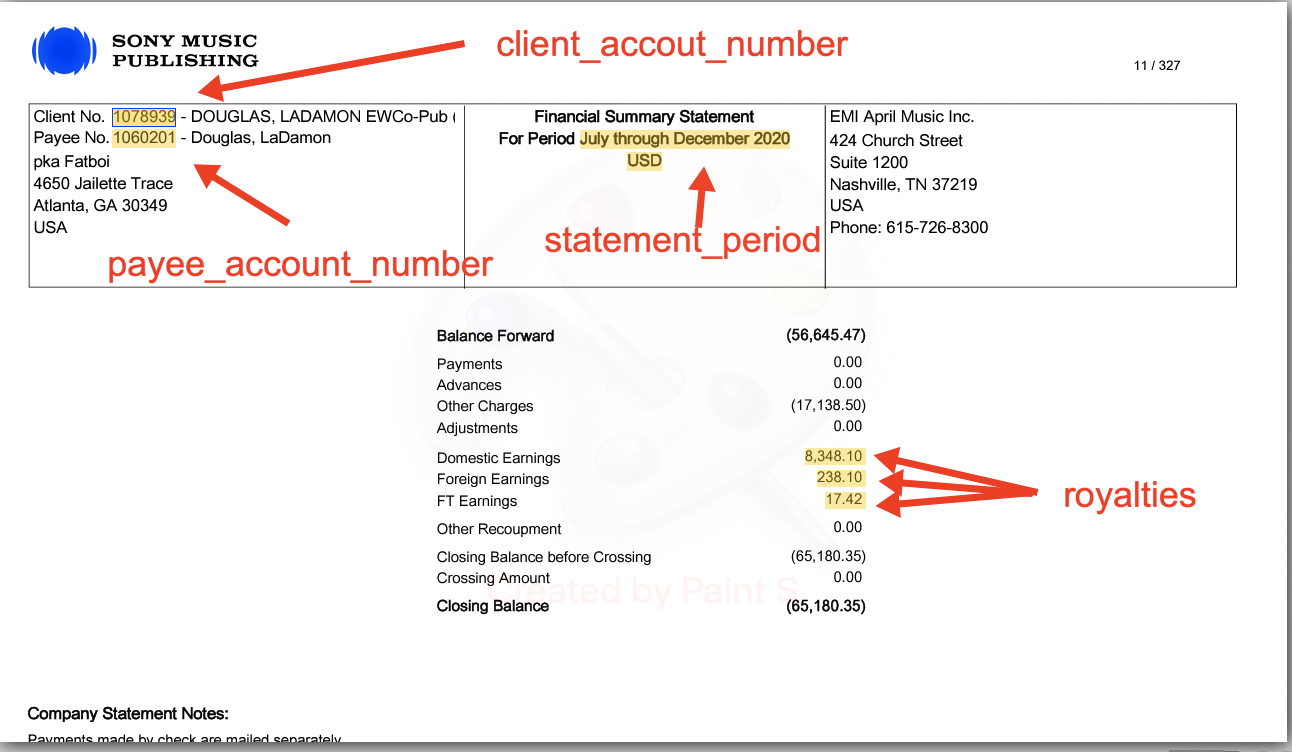 SONY MUSIC
PUBLISHING
client_accout_number
11 / 327
Client No. 1078939 - DOUGLAS, LADAMON EWCo-Pub (
Payee No. 1060201 - Douglas, LaDamon
pka Fatboi
4650 Jailette Trace
Atlanta, GA 30349
USA
payee_account_number
Financial Summary Statement
For Period July through December 2020
USD
statement_period
EMI April Music Inc.
424 Church Street
Suite 1200
Nashville, TN 37219
USA
Phone: 615-726-8300
Balance Forward (56,645.47)
Payments 0.00
Advances 0.00
Other Charges (17,138.50)
Adjustments 0.00
Domestic Earnings 8,348.10
Foreign Earnings 238.10
FT Earnings 17.42
royalties
Other Recoupment 0.00
Closing Balance before Crossing (65,180.35)
Crossing Amount 0.00
Created by Paint S
Closing Balance (65,180.35)
Company Statement Notes:
Payments made by check are mailed separately